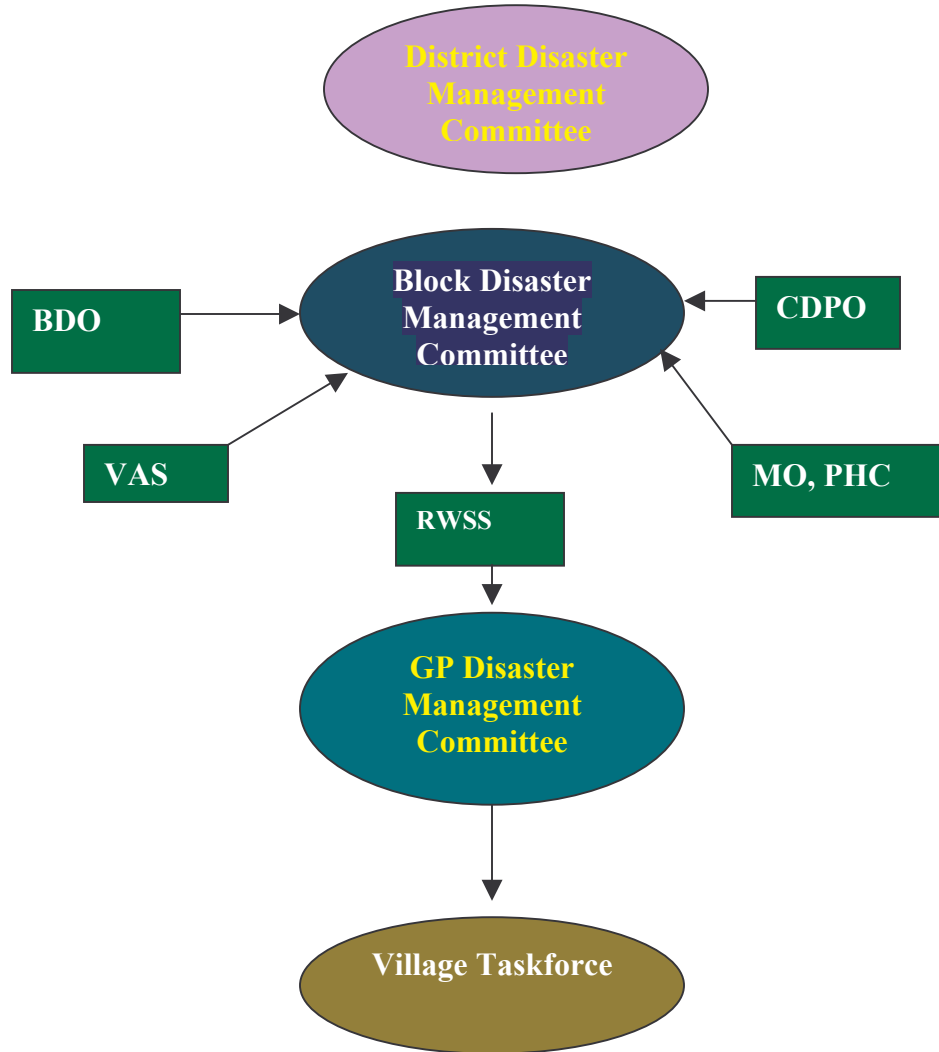 District Disaster
Management
Committee
Block Disaster
Management
Committee
BDO
CDPO
VAS
MO, PHC
RWSS
GP Disaster
Management
Committee
Village Taskforce